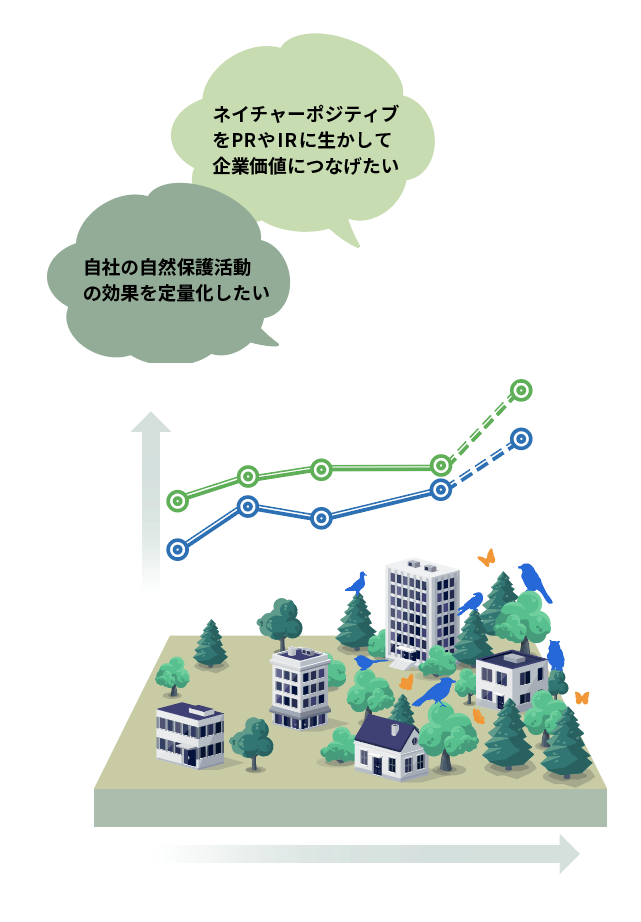 ネイチャーポジティブ
をPRやIRに生かして
企業価値につなげたい
自社の自然保護活動
の効果を定量化したい